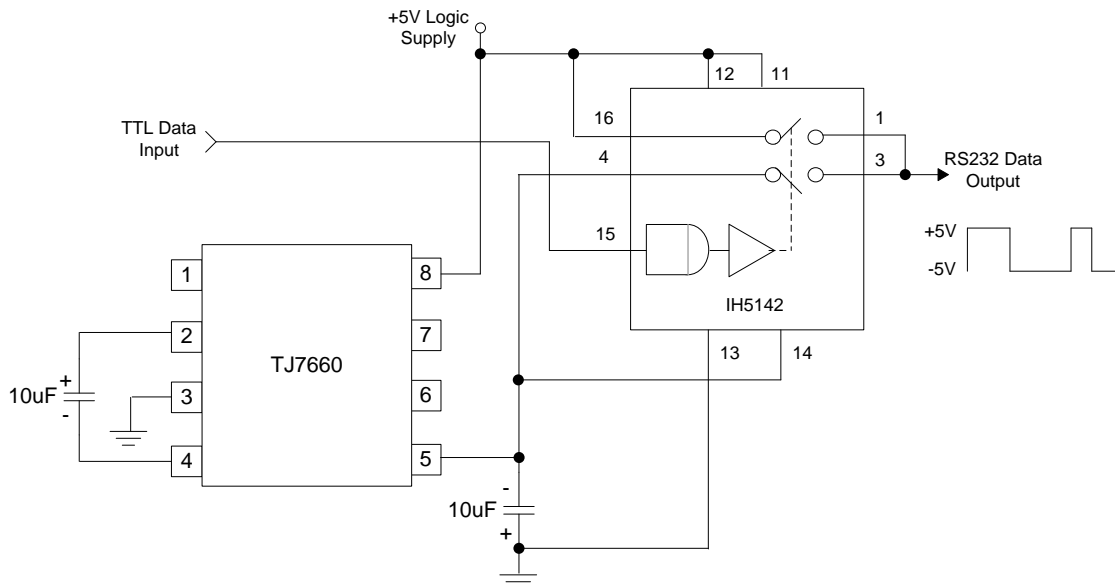 +5V Logic
Supply
12
11
TTL Data
Input
16
1
4
3
RS232 Data
Output
15
+5V
-5V
IH5142
1
8
2
7
TJ7660
10uF
+
-
3
6
4
5
13
14
-
10uF
+